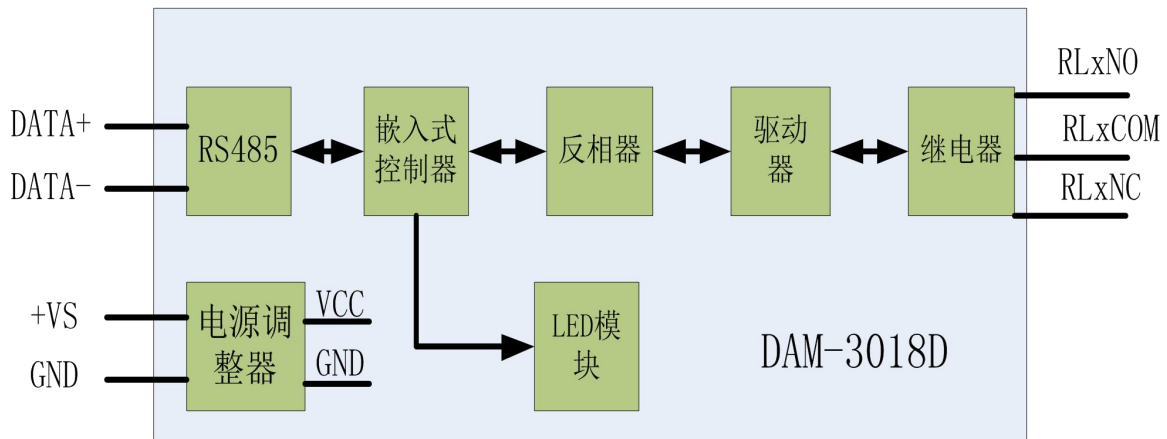 RLxNO
DATA+
RS485
嵌入式
控制器
反相器
驱动
器
继电器
RLxCOM
DATA-
RLxNC
+VS
GND
电源调
整器
VCC
GND
LED模
块
DAM-3018D